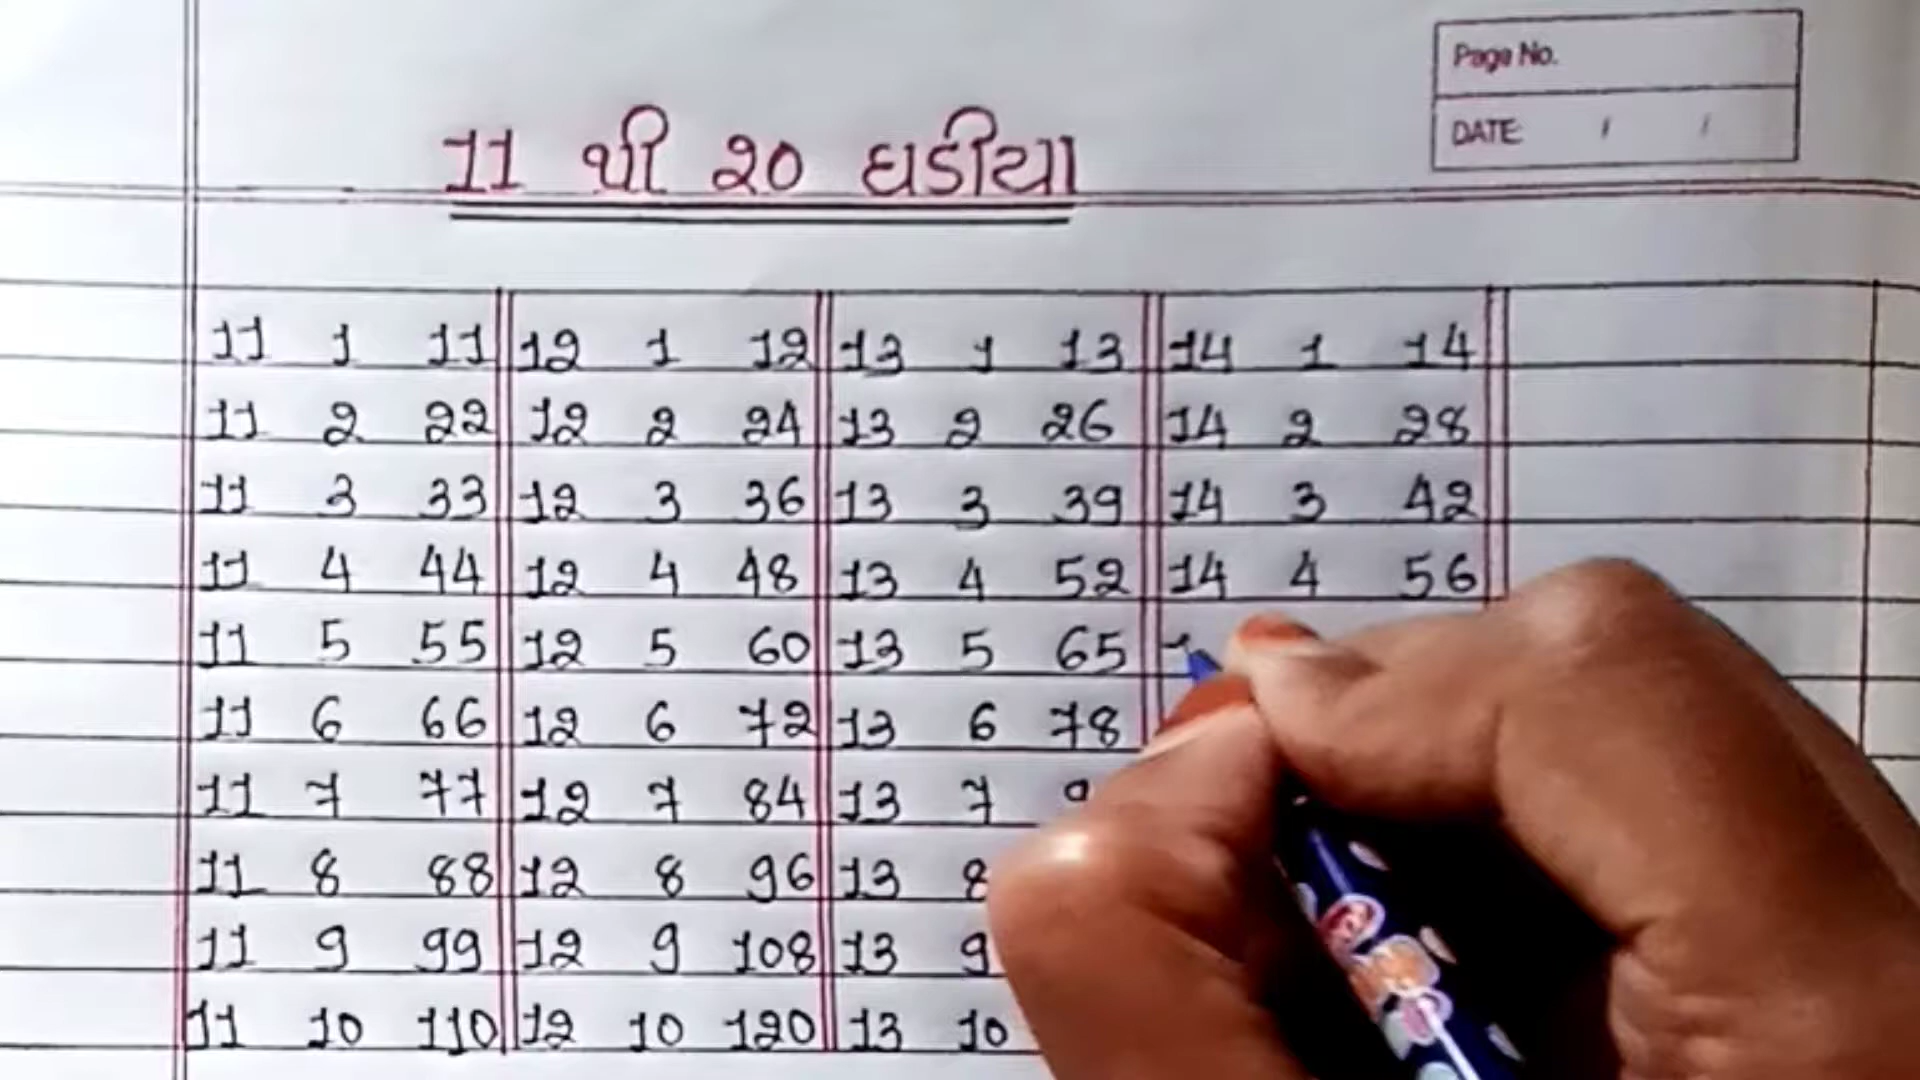 Page No.
DATE / /
11 થી 20 ઘડીયા
11 1 11 12 1 12 13 1 13 14 1 14
11 2 22 12 2 24 13 2 26 14 2 28
11 3 33 12 3 36 13 3 39 14 3 42
11 4 44 12 4 48 13 4 52 14 4 56
11 5 55 12 5 60 13 5 65 1
11 6 66 12 6 72 13 6 78
11 7 77 12 7 84 13 7 9
11 8 88 12 8 96 13 8
11 9 99 12 9 108 13 9
11 10 110 12 10 120 13 10